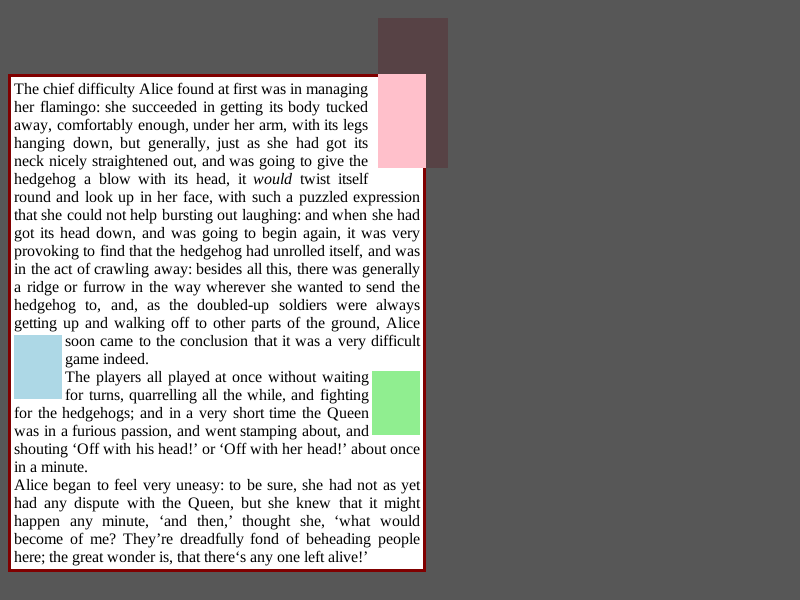 The chief difficulty Alice found at first was in managing
her flamingo: she succeeded in getting its body tucked
away, comfortably enough, under her arm, with its legs
hanging down, but generally, just as she had got its
neck nicely straightened out, and was going to give the
hedgehog a blow with its head, it would twist itself
round and look up in her face, with such a puzzled expression
that she could not help bursting out laughing: and when she had
got its head down, and was going to begin again, it was very
provoking to find that the hedgehog had unrolled itself, and was
in the act of crawling away: besides all this, there was generally
a ridge or furrow in the way wherever she wanted to send the
hedgehog to, and, as the doubled-up soldiers were always
getting up and walking off to other parts of the ground, Alice
soon came to the conclusion that it was a very difficult
game indeed.
The players all played at once without waiting
for turns, quarrelling all the while, and fighting
for the hedgehogs; and in a very short time the Queen
was in a furious passion, and went stamping about, and
shouting ‘Off with his head!’ or ‘Off with her head!’ about once
in a minute.
Alice began to feel very uneasy: to be sure, she had not as yet
had any dispute with the Queen, but she knew that it might
happen any minute, ‘and then,’ thought she, ‘what would
become of me? They’re dreadfully fond of beheading people
here; the great wonder is, that there‘s any one left alive!’